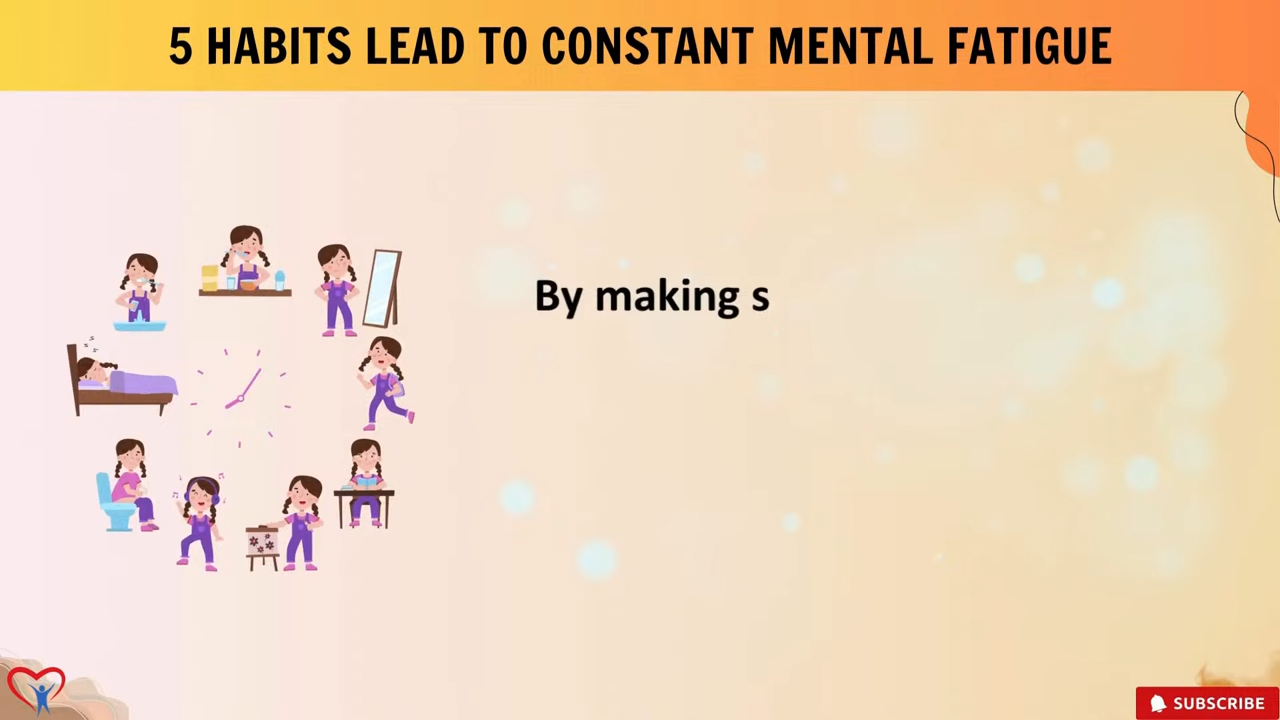 5 HABITS LEAD TO CONSTANT MENTAL FATIGUE
By making s
SUBSCRIBE